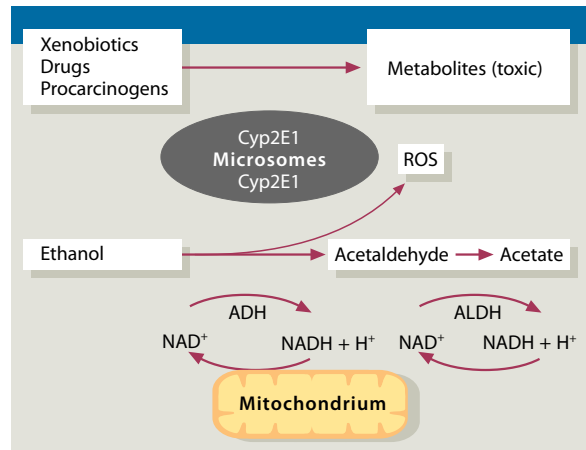 Xenobiotics
Drugs
Procarcinogens
Metabolites (toxic)
Cyp2E1
Microsomes
Cyp2E1
ROS
Ethanol
Acetaldehyde
Acetate
ADH
NAD⁺
NADH + H⁺
ALDH
NAD⁺
NADH + H⁺
Mitochondrium